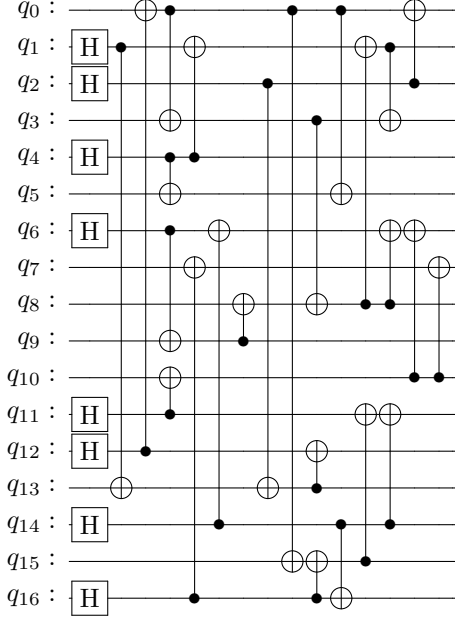 q0 :
q1 : H
q2 : H
q3 :
q4 : H
q5 :
q6 : H
q7 :
q8 :
q9 :
q10 :
q11 : H
q12 : H
q13 :
q14 : H
q15 :
q16 : H